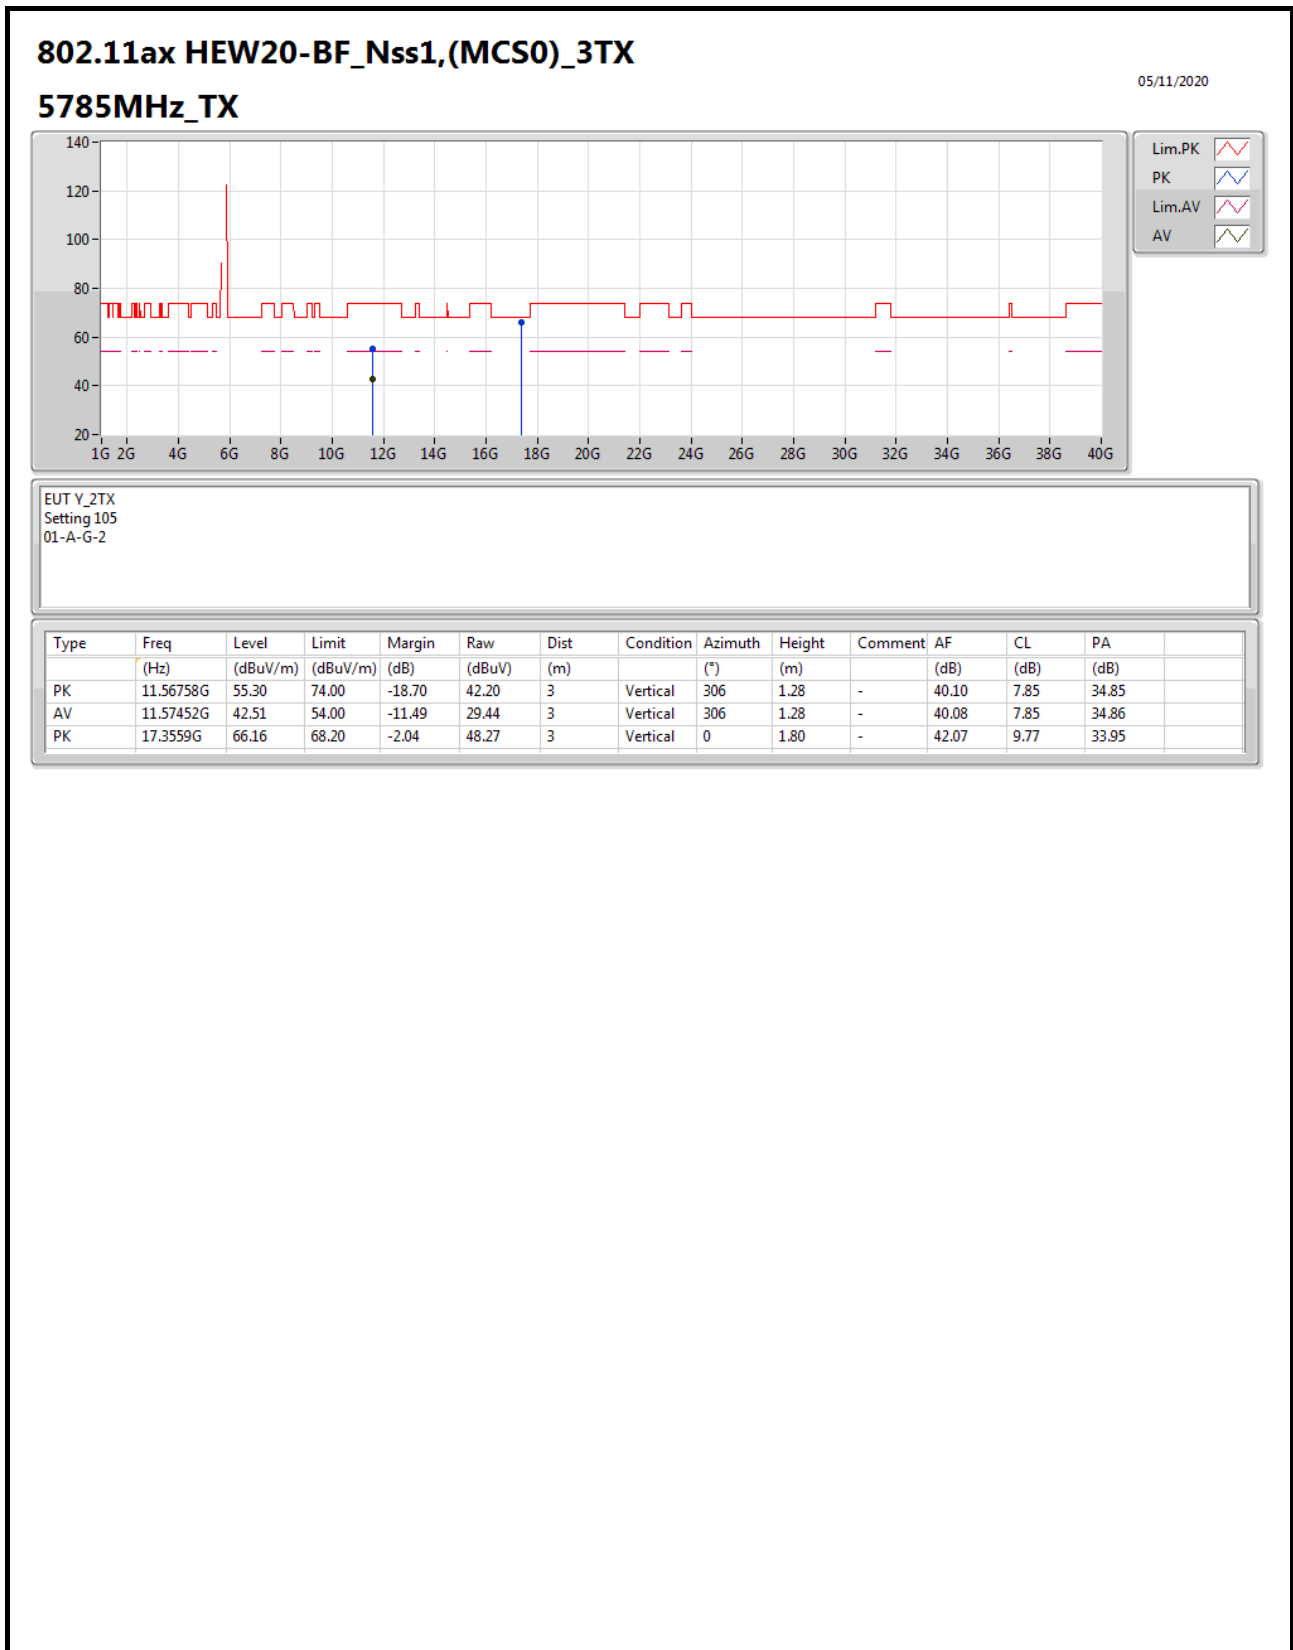 802.11ax HEW20-BF_Nss1,(MCS0)_3TX
05/11/2020
5785MHz_TX
140
120
100
80
60
40
20
1G 2G 4G 6G 8G 10G 12G 14G 16G 18G 20G 22G 24G 26G 28G 30G 32G 34G 36G 38G 40G
Lim.PK
PK
Lim.AV
AV
EUT Y_2TX
Setting 105
01-A-G-2
Type Freq Level Limit Margin Raw Dist Condition Azimuth Height Comment AF CL PA
(Hz) (dBuV/m) (dBuV/m) (dB) (dBuV) (m) (°) (m) (dB) (dB) (dB)
PK 11.56758G 55.30 74.00 -18.70 42.20 3 Vertical 306 1.28 - 40.10 7.85 34.85
AV 11.57452G 42.51 54.00 -11.49 29.44 3 Vertical 306 1.28 - 40.08 7.85 34.86
PK 17.3559G 66.16 68.20 -2.04 48.27 3 Vertical 0 1.80 - 42.07 9.77 33.95